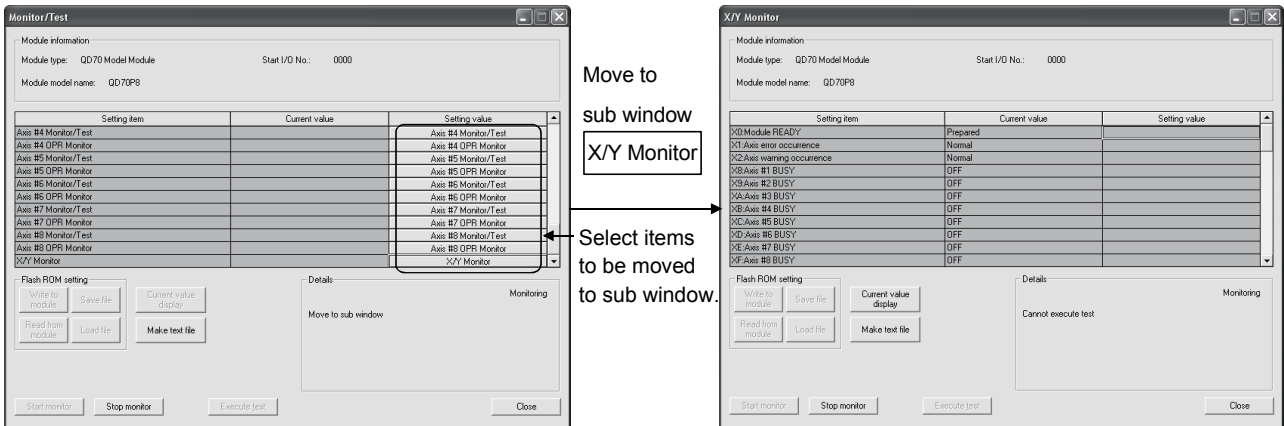 Monitor/Test
Module information
Module type: QD70 Model Module Start I/O No.: 0000
Module model name: QD70P8
Setting item Current value Setting value
Axis #4 Monitor/Test Axis #4 Monitor/Test
Axis #4 OPR Monitor Axis #4 OPR Monitor
Axis #5 Monitor/Test Axis #5 Monitor/Test
Axis #5 OPR Monitor Axis #5 OPR Monitor
Axis #6 Monitor/Test Axis #6 Monitor/Test
Axis #6 OPR Monitor Axis #6 OPR Monitor
Axis #7 Monitor/Test Axis #7 Monitor/Test
Axis #7 OPR Monitor Axis #7 OPR Monitor
Axis #8 Monitor/Test Axis #8 Monitor/Test
Axis #8 OPR Monitor Axis #8 OPR Monitor
X/Y Monitor X/Y Monitor
Flash ROM setting
Write to
module
Save file
Current value
display
Read from
module
Load file
Make text file
Details
Monitoring
Move to sub window
Start monitor Stop monitor Execute test Close
Move to
sub window
X/Y Monitor
Select items
to be moved
to sub window.
X/Y Monitor
Module information
Module type: QD70 Model Module Start I/O No.: 0000
Module model name: QD70P8
Setting item Current value Setting value
X0:Module READY Prepared
X1:Axis error occurrence Normal
X2:Axis warning occurrence Normal
X8:Axis #1 BUSY OFF
X9:Axis #2 BUSY OFF
XA:Axis #3 BUSY OFF
XB:Axis #4 BUSY OFF
XC:Axis #5 BUSY OFF
XD:Axis #6 BUSY OFF
XE:Axis #7 BUSY OFF
XF:Axis #8 BUSY OFF
Flash ROM setting
Write to
module
Save file
Current value
display
Read from
module
Load file
Make text file
Details
Monitoring
Cannot execute test
Start monitor Stop monitor Execute test Close